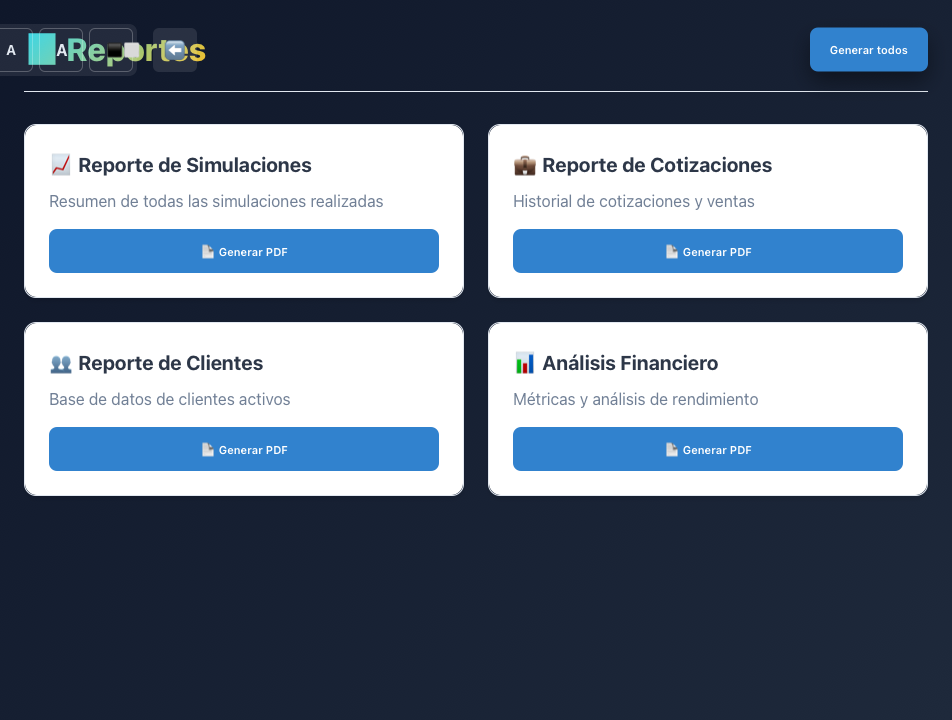 A
A
Reportes
Generar todos
Reporte de Simulaciones
Resumen de todas las simulaciones realizadas
Generar PDF
Reporte de Cotizaciones
Historial de cotizaciones y ventas
Generar PDF
Reporte de Clientes
Base de datos de clientes activos
Generar PDF
Análisis Financiero
Métricas y análisis de rendimiento
Generar PDF